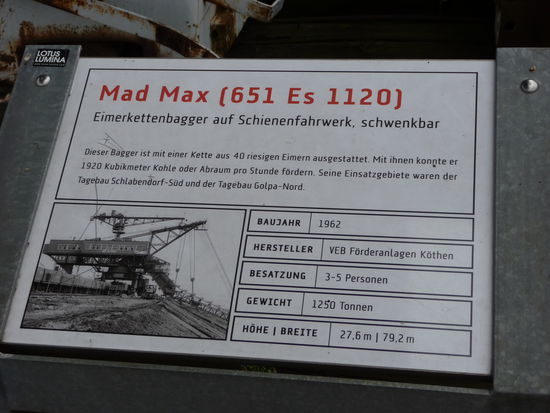 LOTUS
LUMINA
Mad Max (651 Es 1120)
Eimerkettenbagger auf Schienenfahrwerk, schwenkbar
Dieser Bagger ist mit einer Kette aus 40 riesigen Eimern ausgestattet. Mit ihnen konnte er
1920 Kubikmeter Kohle oder Abraum pro Stunde fördern. Seine Einsatzgebiete waren der
Tagebau Schlabendorf-Süd und der Tagebau Golpa-Nord.
BAUJAHR 1962
HERSTELLER VEB Förderanlagen Köthen
BESATZUNG 3-5 Personen
GEWICHT 1250 Tonnen
HÖHE | BREITE 27,6 m | 79,2 m